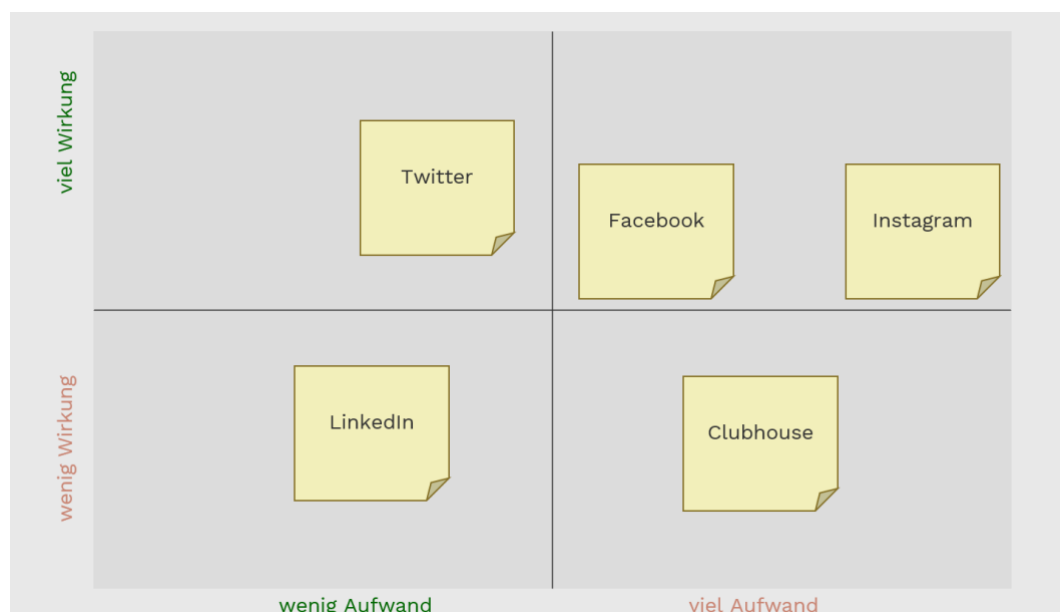 viel Wirkung
Twitter
Facebook
Instagram
wenig Wirkung
LinkedIn
Clubhouse
wenig Aufwand
viel Aufwand